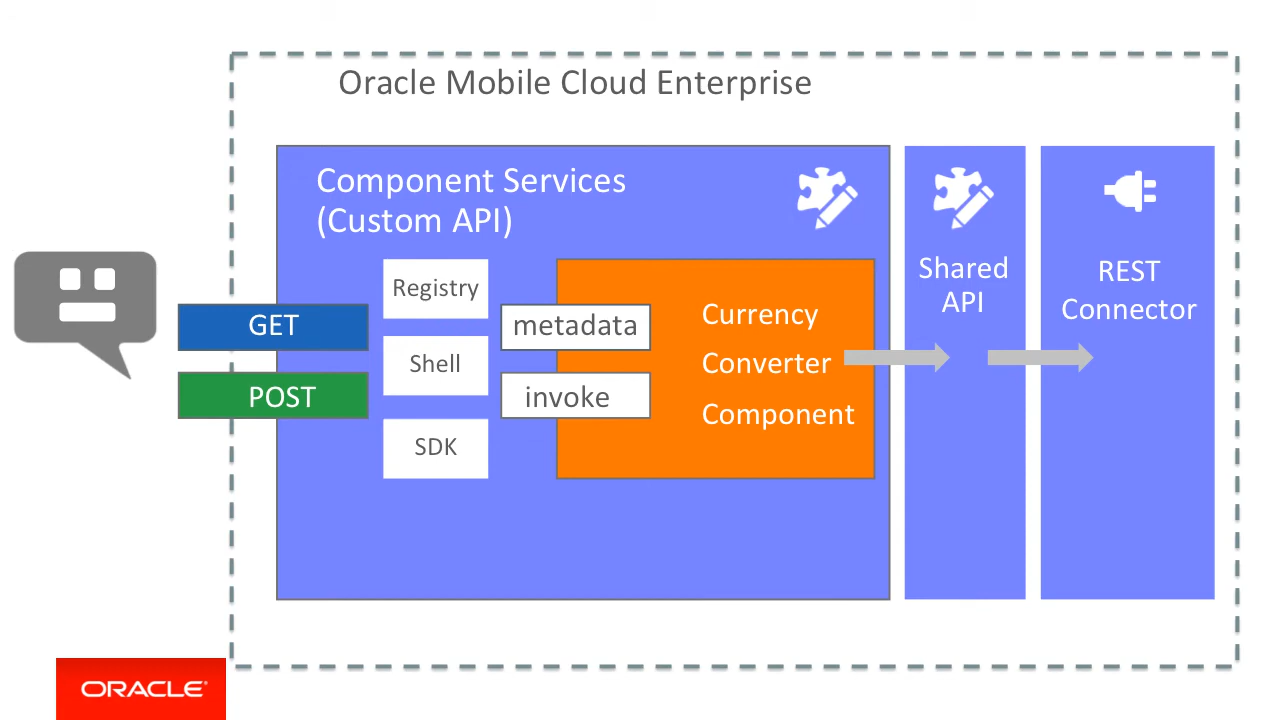 Oracle Mobile Cloud Enterprise
Component Services
(Custom API)
Registry
Shell
SDK
GET
POST
metadata
invoke
Currency
Converter
Component
Shared
API
REST
Connector
ORACLE®